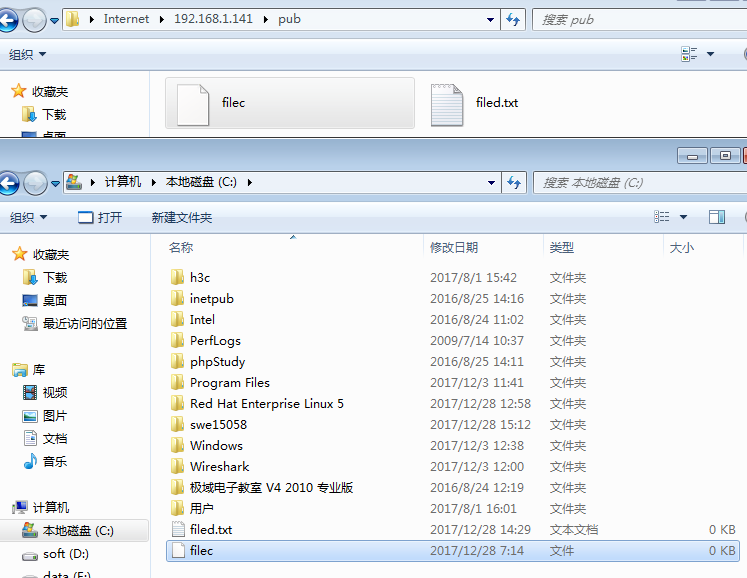 Internet 192.168.1.141 pub 搜索 pub
组织
收藏夹
下载
桌面
filec
filed.txt
计算机 本地磁盘 (C:) 搜索 本地磁盘 (C:)
组织 打开 新建文件夹
收藏夹
下载
桌面
最近访问的位置
库
视频
图片
文档
音乐
计算机
本地磁盘 (C:)
soft (D:)
data (E:)
名称 修改日期 类型 大小
h3c 2017/8/1 15:42 文件夹
inetpub 2016/8/25 14:16 文件夹
Intel 2016/8/24 11:02 文件夹
PerfLogs 2009/7/14 10:37 文件夹
phpStudy 2016/8/25 14:11 文件夹
Program Files 2017/12/3 11:41 文件夹
Red Hat Enterprise Linux 5 2017/12/28 12:58 文件夹
swe15058 2017/12/28 15:12 文件夹
Windows 2017/12/3 12:38 文件夹
Wireshark 2017/12/3 12:00 文件夹
极域电子教室 V4 2010 专业版 2016/8/24 12:19 文件夹
用户 2017/8/1 16:01 文件夹
filed.txt 2017/12/28 14:29 文本文档 0 KB
filec 2017/12/28 7:14 文件 0 KB